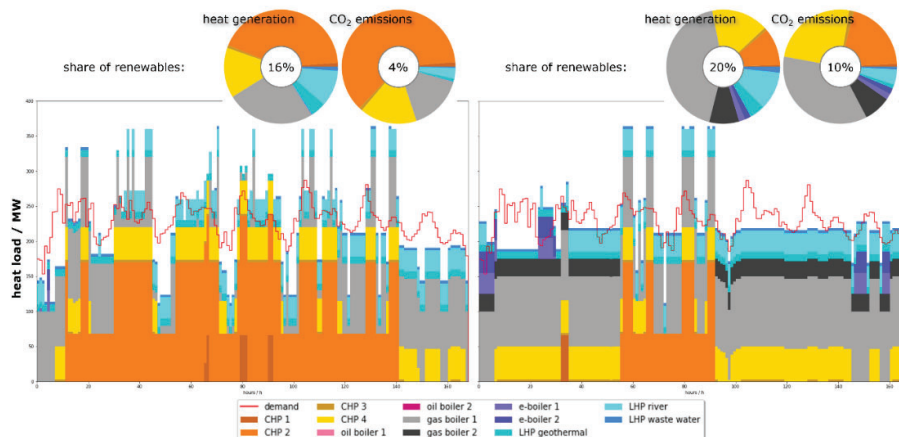 heat generation CO₂ emissions heat generation CO₂ emissions
share of renewables: 16% 4% share of renewables: 20% 10%
heat load / MW
400
350
300
250
200
150
100
50
0
0 20 40 60 80 100 120 140 160 0 20 40 60 80 100 120 140 160
hours / h hours / h
demand CHP 3 oil boiler 2 e-boiler 1 LHP river
CHP 1 CHP 4 gas boiler 1 e-boiler 2 LHP waste water
CHP 2 oil boiler 1 gas boiler 2 LHP geothermal